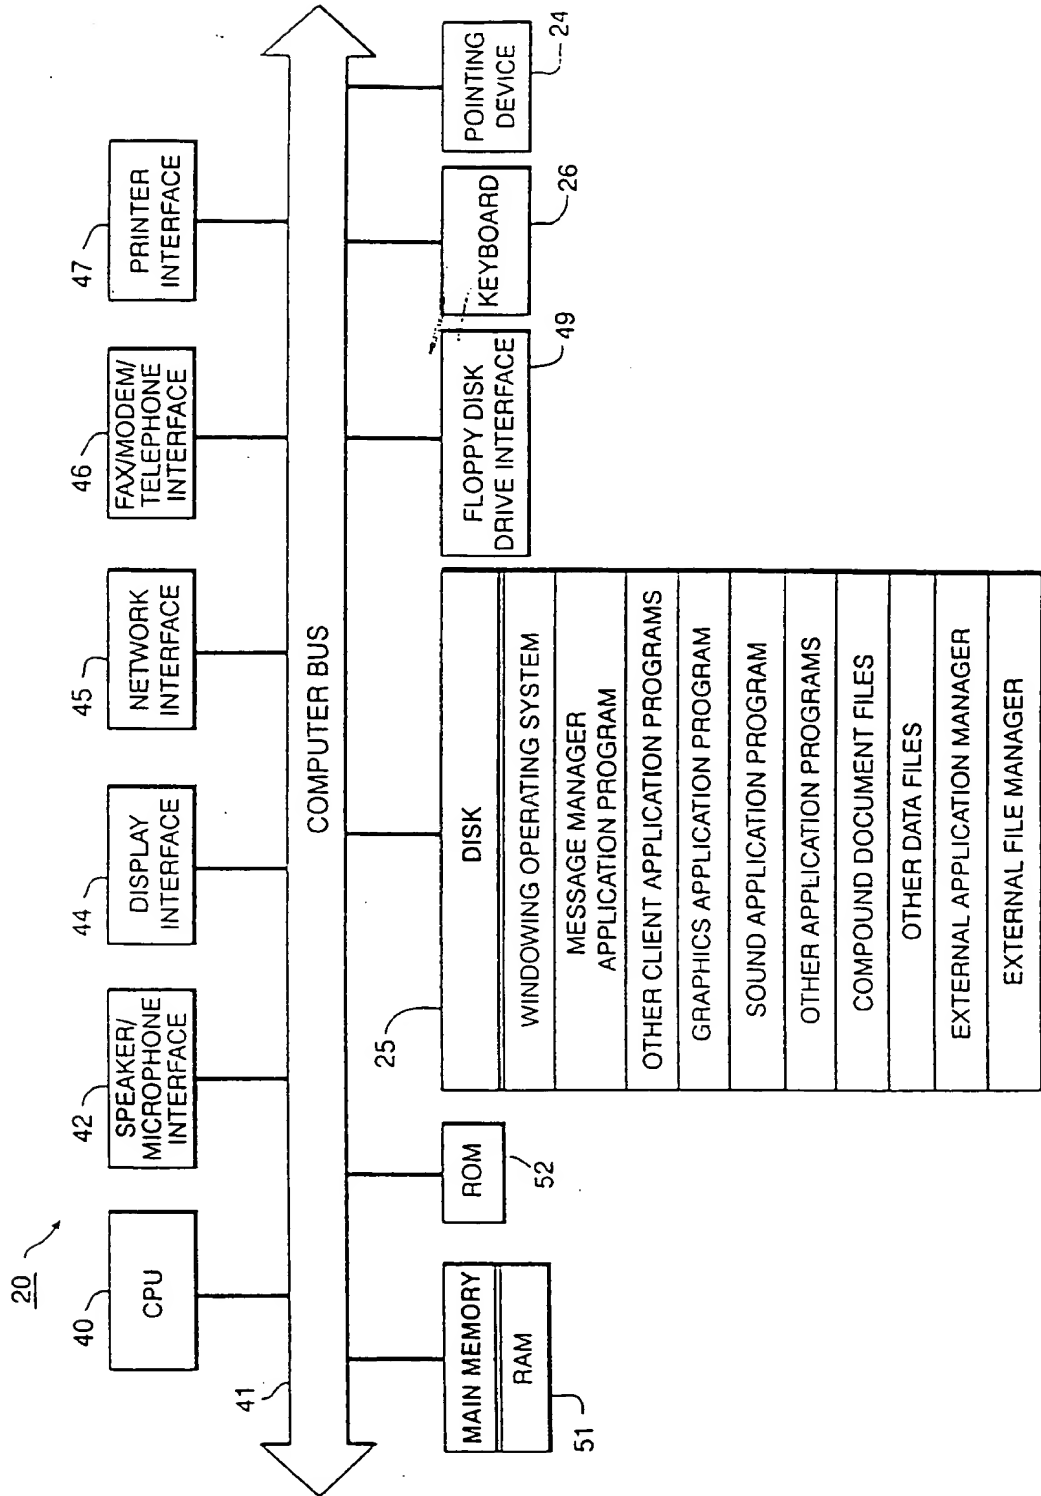 20
40
CPU
42
SPEAKER/
MICROPHONE
INTERFACE
44
DISPLAY
INTERFACE
45
NETWORK
INTERFACE
46
FAX/MODEM/
TELEPHONE
INTERFACE
47
PRINTER
INTERFACE
41
COMPUTER BUS
MAIN MEMORY
RAM
51
ROM
52
25
DISK
WINDOWING OPERATING SYSTEM
MESSAGE MANAGER
APPLICATION PROGRAM
OTHER CLIENT APPLICATION PROGRAMS
GRAPHICS APPLICATION PROGRAM
SOUND APPLICATION PROGRAM
OTHER APPLICATION PROGRAMS
COMPOUND DOCUMENT FILES
OTHER DATA FILES
EXTERNAL APPLICATION MANAGER
EXTERNAL FILE MANAGER
FLOPPY DISK
DRIVE INTERFACE
49
KEYBOARD
26
POINTING
DEVICE
24